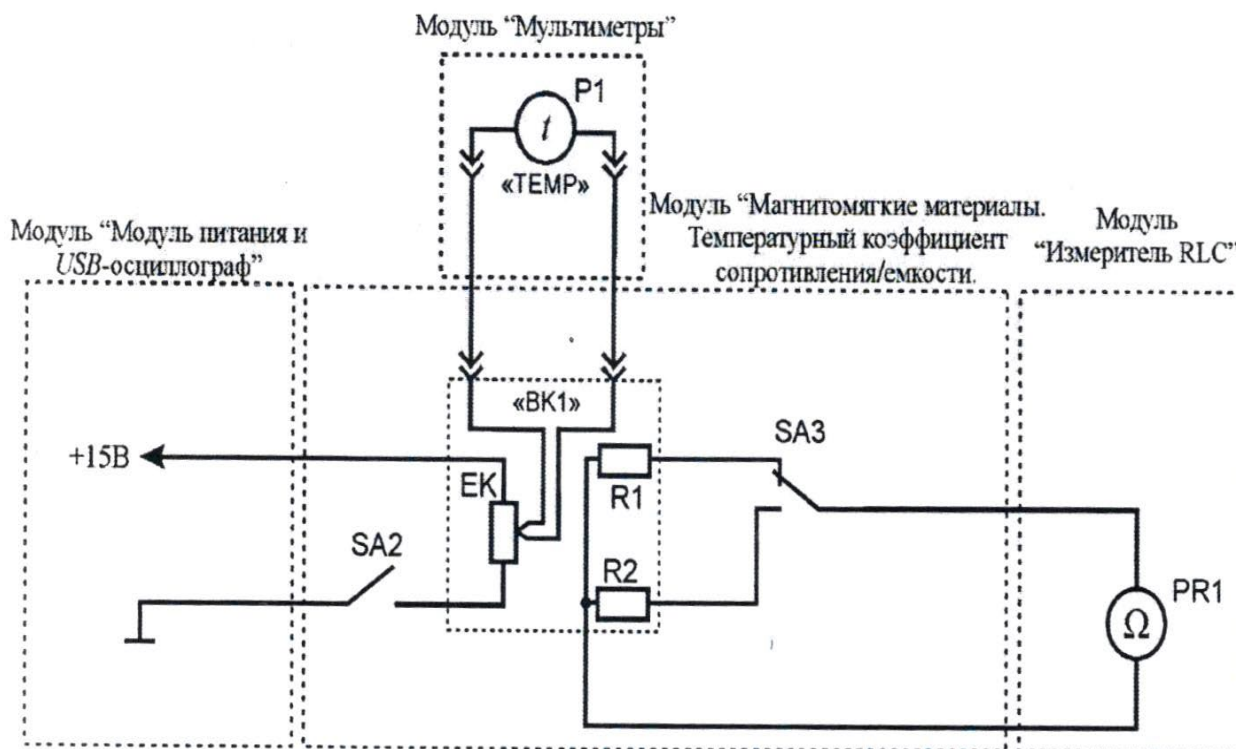 Модуль “Мультиметры”
P1
t
«TEMP»
Модуль “Магнитомягкие материалы.
Температурный коэффициент
сопротивления/емкости.
Модуль
“Измеритель RLC”
Модуль “Модуль питания и
USB-осциллограф”
«BK1»
SA3
+15В
EK
R1
SA2
R2
PR1
Ω